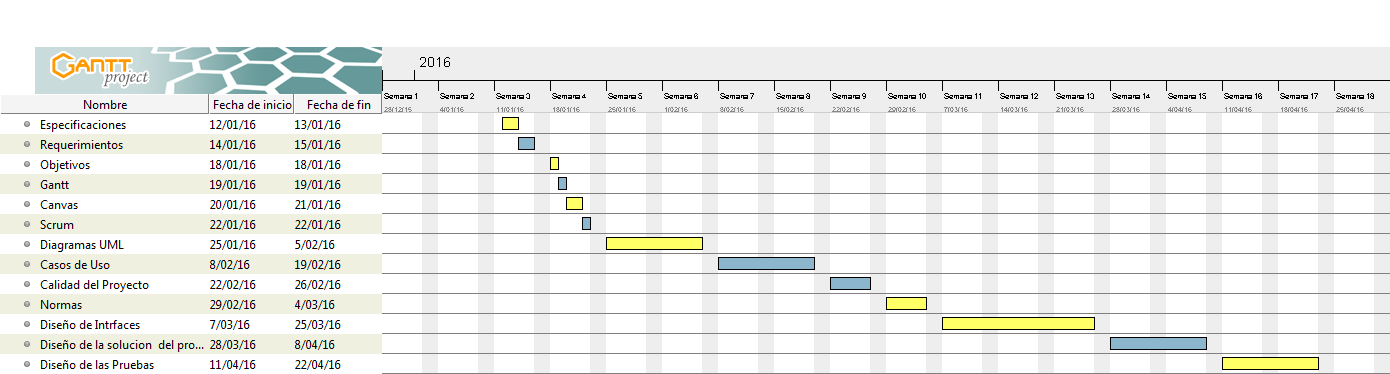 GANTT
project
2016
Semana 1 Semana 2 Semana 3 Semana 4 Semana 5 Semana 6 Semana 7 Semana 8 Semana 9 Semana 10 Semana 11 Semana 12 Semana 13 Semana 14 Semana 15 Semana 16 Semana 17 Semana 18
28/12/15 4/01/16 11/01/16 18/01/16 25/01/16 1/02/16 8/02/16 15/02/16 22/02/16 29/02/16 7/03/16 14/03/16 21/03/16 28/03/16 4/04/16 11/04/16 18/04/16 25/04/16
Nombre Fecha de inicio Fecha de fin
Especificaciones 12/01/16 13/01/16
Requerimientos 14/01/16 15/01/16
Objetivos 18/01/16 18/01/16
Gantt 19/01/16 19/01/16
Canvas 20/01/16 21/01/16
Scrum 22/01/16 22/01/16
Diagramas UML 25/01/16 5/02/16
Casos de Uso 8/02/16 19/02/16
Calidad del Proyecto 22/02/16 26/02/16
Normas 29/02/16 4/03/16
Diseño de Intrfaces 7/03/16 25/03/16
Diseño de la solucion del pro... 28/03/16 8/04/16
Diseño de las Pruebas 11/04/16 22/04/16